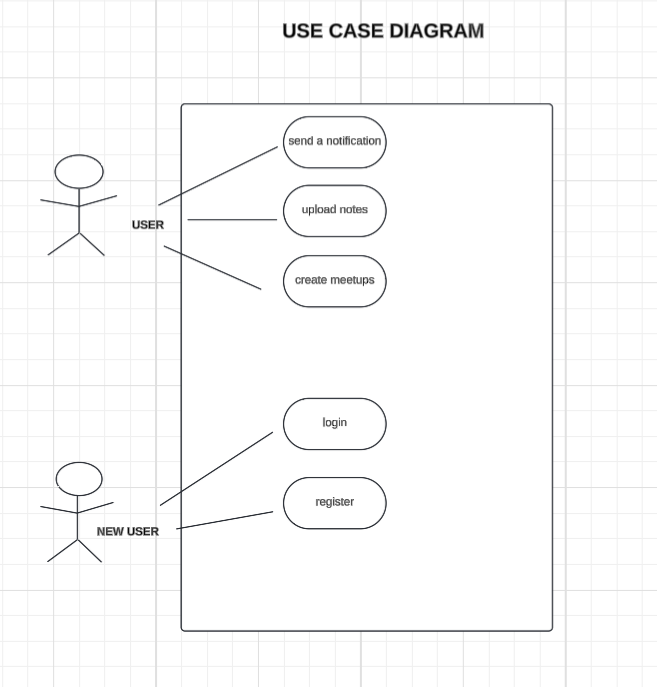 USE CASE DIAGRAM
send a notification
upload notes
USER
create meetups
login
register
NEW USER